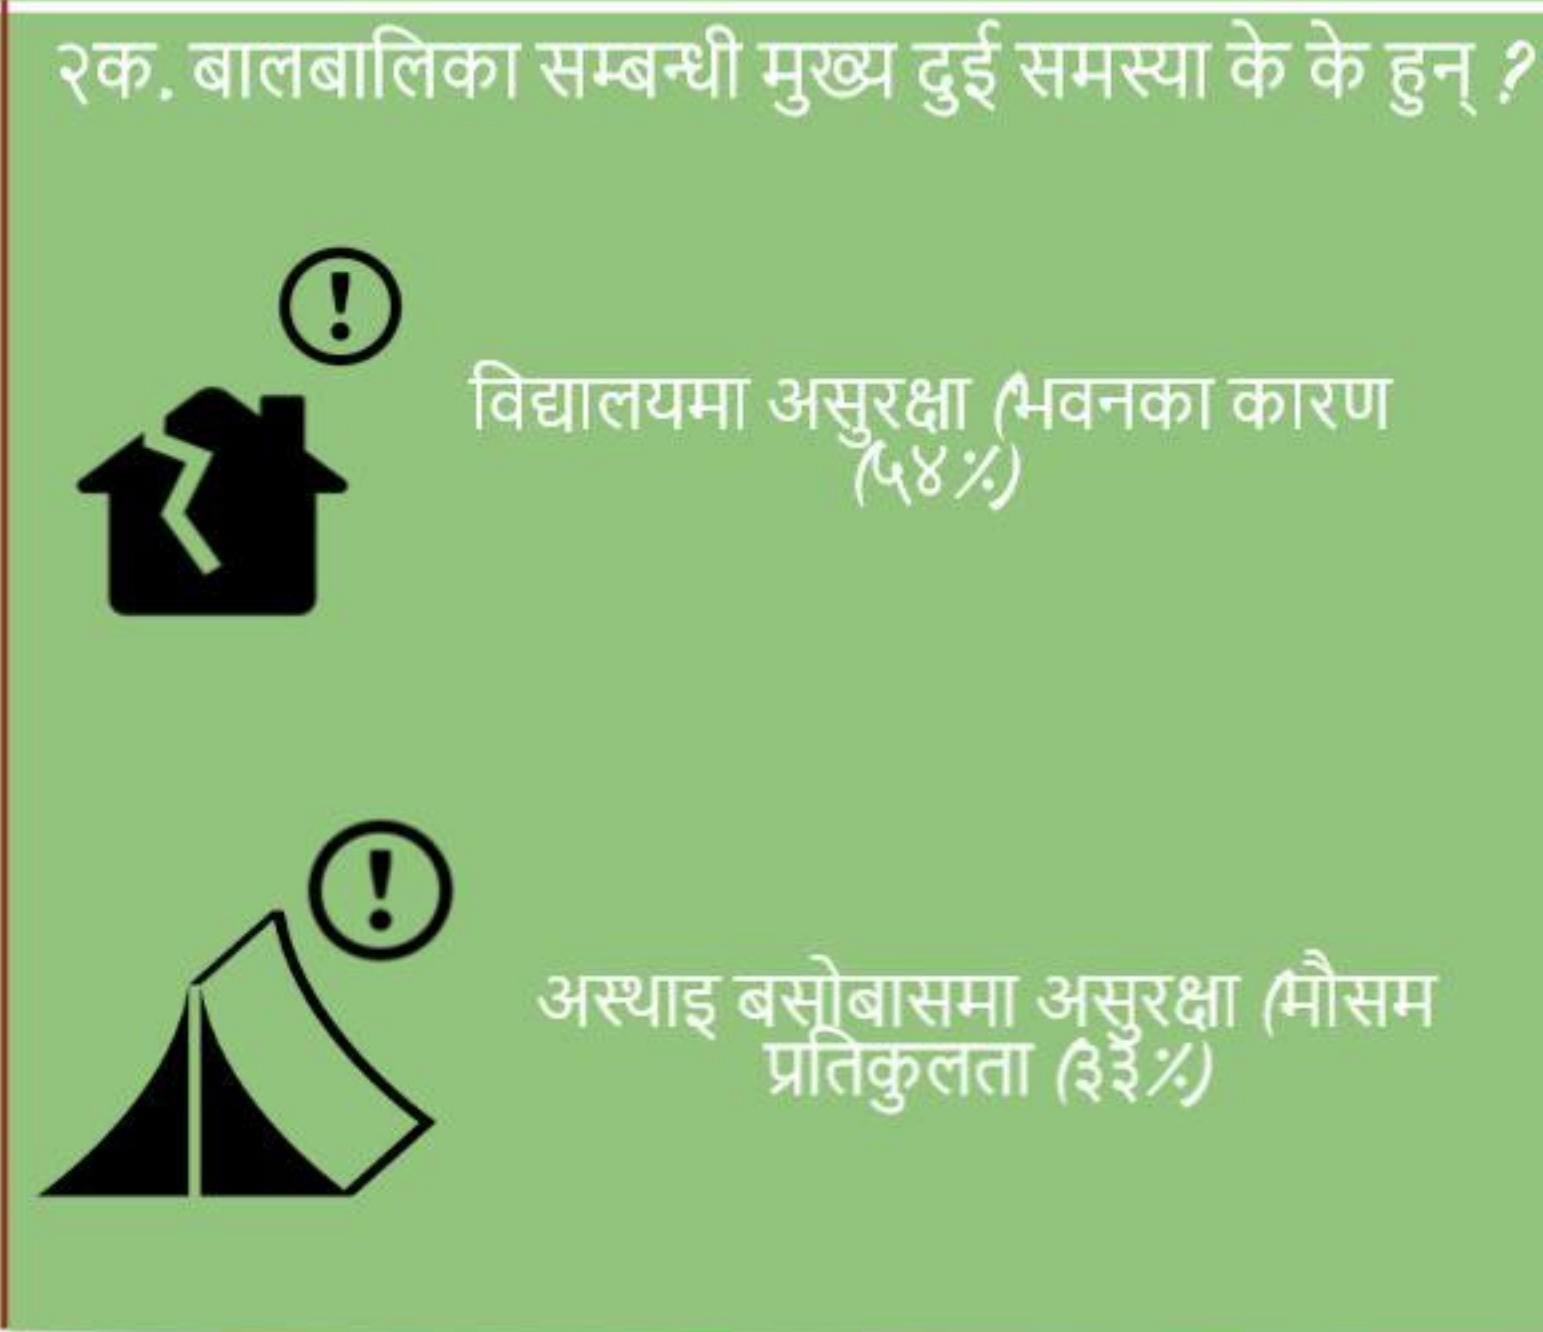 २क. बालबालिका सम्बन्धी मुख्य दुई समस्या के के हुन् ?
!
विद्यालयमा असुरक्षा (भवनका कारण
(५४%)
!
अस्थाइ बसोबासमा असुरक्षा (मौसम
प्रतिकुलता (३३%)